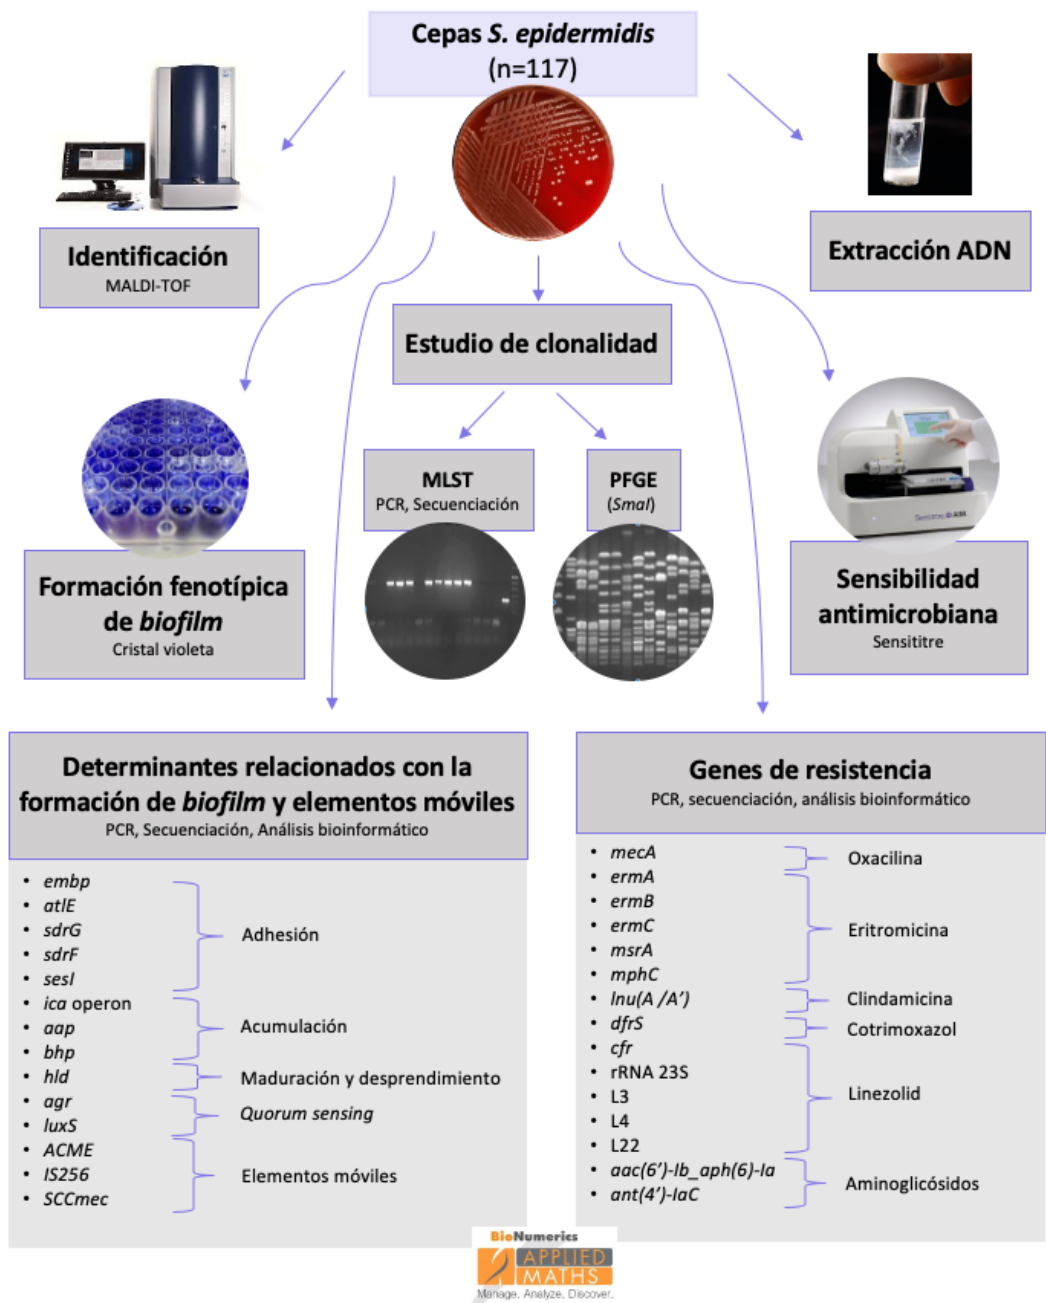 Cepas S. epidermidis
(n=117)
Identificación
MALDI-TOF
Extracción ADN
Estudio de clonalidad
MLST
PCR, Secuenciación
PFGE
(SmaI)
Formación fenotípica
de biofilm
Cristal violeta
Sensibilidad
antimicrobiana
Sensititre
Determinantes relacionados con la
formación de biofilm y elementos móviles
PCR, Secuenciación, Análisis bioinformático
• embp
• atlE
• sdrG
• sdrF
• sesI
Adhesión
• ica operon
• aap
• bhp
Acumulación
• hld
Maduración y desprendimiento
• agr
• luxS
Quorum sensing
• ACME
• IS256
• SCCmec
Elementos móviles
Genes de resistencia
PCR, secuenciación, análisis bioinformático
• mecA
Oxacilina
• ermA
• ermB
• ermC
• msrA
• mphC
Eritromicina
• lnu(A /A’)
Clindamicina
• dfrS
Cotrimoxazol
• cfr
• rRNA 23S
• L3
• L4
• L22
Linezolid
• aac(6’)-Ib_aph(6)-Ia
• ant(4’)-IaC
Aminoglicósidos
BioNumerics
APPLIED
MATHS
Manage. Analyze. Discover.